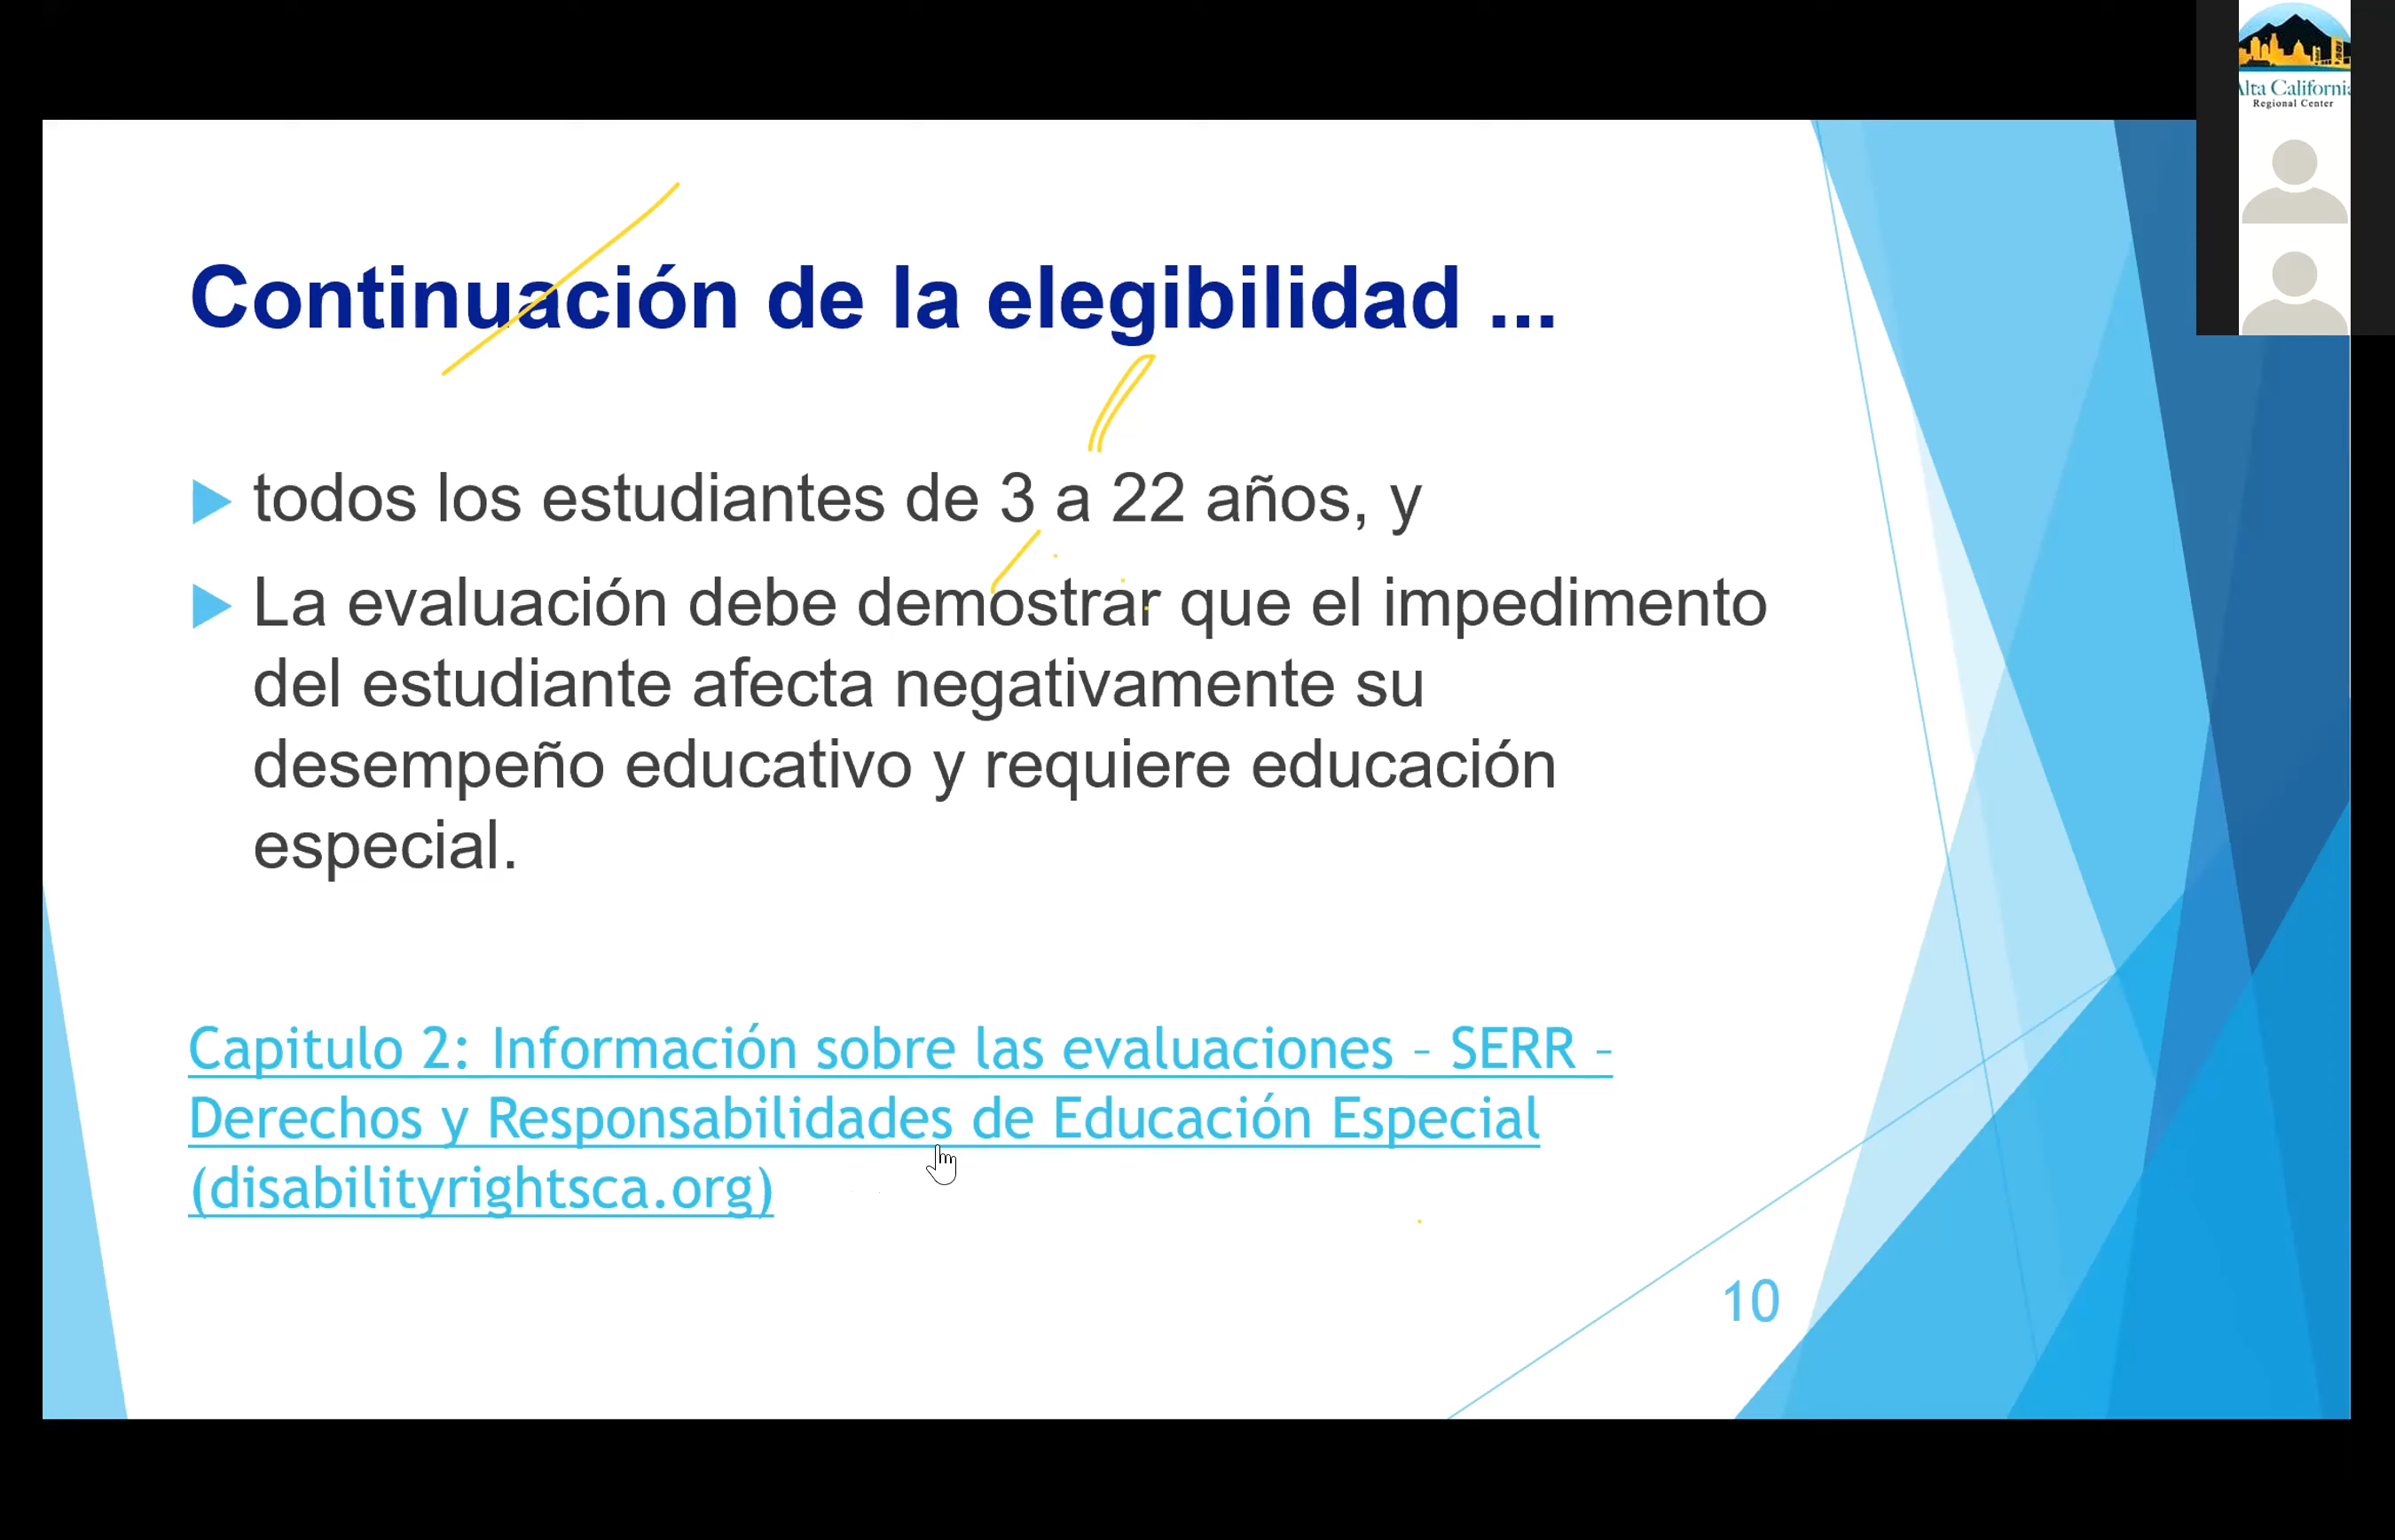 Alta California
Regional Center
Continuación de la elegibilidad ...
todos los estudiantes de 3 a 22 años, y
La evaluación debe demostrar que el impedimento
del estudiante afecta negativamente su
desempeño educativo y requiere educación
especial.
Capitulo 2: Información sobre las evaluaciones – SERR –
Derechos y Responsabilidades de Educación Especial
(disabilityrightsca.org)
10